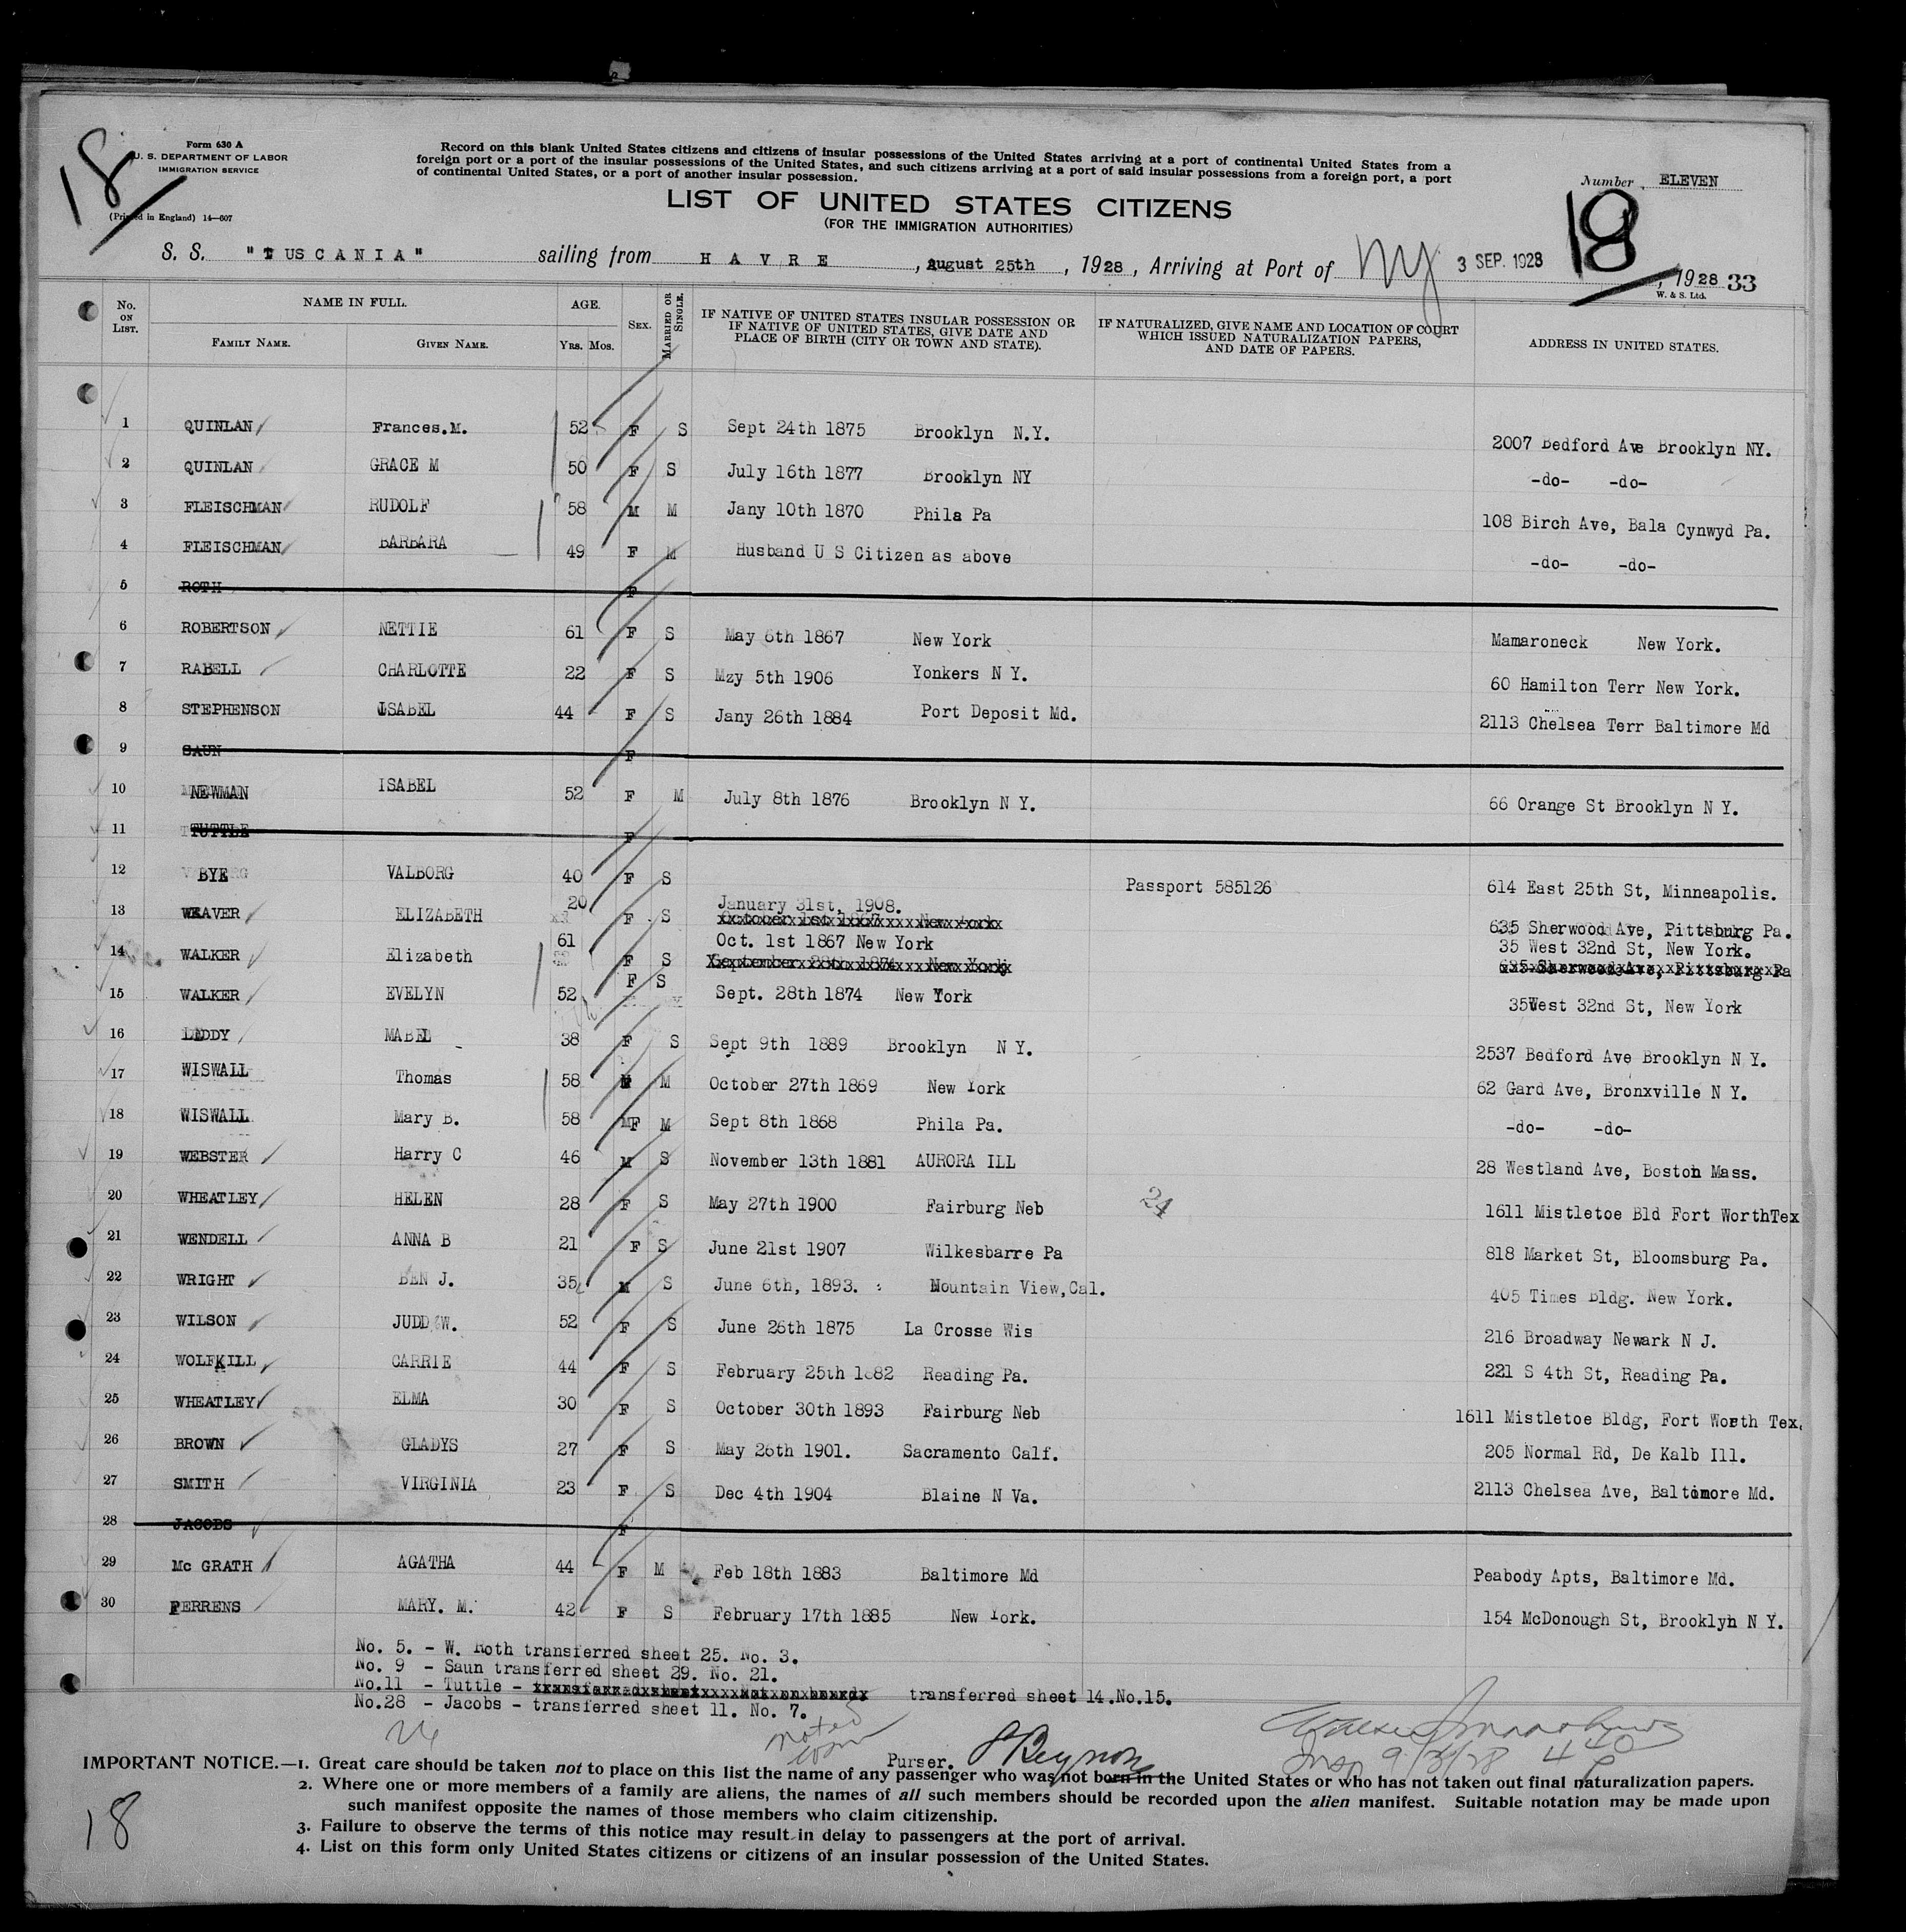 Form 630 A
U. S. DEPARTMENT OF LABOR
IMMIGRATION SERVICE
(Printed in England) 14—607
18
Record on this blank United States citizens and citizens of insular possessions of the United States arriving at a port of continental United States from a
foreign port or a port of the insular possessions of the United States, and such citizens arriving at a port of said insular possessions from a foreign port, a port
of continental United States, or a port of another insular possession.
Number, ELEVEN
18
LIST OF UNITED STATES CITIZENS
(FOR THE IMMIGRATION AUTHORITIES)
S. S. "TUSCANIA" sailing from HAVRE, August 25th, 1928, Arriving at Port of NY 3 SEP. 1928, 1928 33
W. & S. Ltd.
No. ON LIST. NAME IN FULL. FAMILY NAME. GIVEN NAME. AGE. Yrs. Mos. SEX. MARRIED OR SINGLE. IF NATIVE OF UNITED STATES INSULAR POSSESSION OR IF NATIVE OF UNITED STATES, GIVE DATE AND PLACE OF BIRTH (CITY OR TOWN AND STATE). IF NATURALIZED, GIVE NAME AND LOCATION OF COURT WHICH ISSUED NATURALIZATION PAPERS, AND DATE OF PAPERS. ADDRESS IN UNITED STATES.
1 QUINLAN Frances.M. 52 F S Sept 24th 1875 Brooklyn N.Y. 2007 Bedford Ave Brooklyn NY.
2 QUINLAN GRACE M 50 F S July 16th 1877 Brooklyn NY -do- -do-
3 FLEISCHMAN RUDOLF 58 M M Jany 10th 1870 Phila Pa 108 Birch Ave, Bala Cynwyd Pa.
4 FLEISCHMAN BARBARA 49 F M Husband U S Citizen as above -do- -do-
5 ROTH F
6 ROBERTSON NETTIE 61 F S May 6th 1867 New York Mamaroneck New York.
7 RABELL CHARLOTTE 22 F S Mzy 5th 1906 Yonkers N Y. 60 Hamilton Terr New York.
8 STEPHENSON ISABEL 44 F S Jany 26th 1884 Port Deposit Md. 2113 Chelsea Terr Baltimore Md
9 SAUN F
10 NEWMAN ISABEL 52 F M July 8th 1876 Brooklyn N Y. 66 Orange St Brooklyn N Y.
11 TUTTLE F
12 BYE VALBORG 40 F S Passport 585126 614 East 25th St, Minneapolis.
13 WEAVER ELIZABETH 20 F S January 31st, 1908. 635 Sherwood Ave, Pittsburg Pa.
October 1st 1867 New York
14 WALKER Elizabeth 61 F S Oct. 1st 1867 New York 35 West 32nd St, New York.
September 28th 1874 New York 635 Sherwood Ave, Pittsburg Pa
15 WALKER EVELYN 52 F S Sept. 28th 1874 New York 35West 32nd St, New York
16 LEDDY MABEL 38 F S Sept 9th 1889 Brooklyn N Y. 2537 Bedford Ave Brooklyn N Y.
17 WISWALL Thomas 58 M M October 27th 1869 New York 62 Gard Ave, Bronxville N Y.
18 WISWALL Mary B. 58 F M Sept 8th 1868 Phila Pa. -do- -do-
19 WEBSTER Harry C 46 M S November 13th 1881 AURORA ILL 28 Westland Ave, Boston Mass.
20 WHEATLEY HELEN 28 F S May 27th 1900 Fairburg Neb 24 1611 Mistletoe Bld Fort WorthTex
21 WENDELL ANNA B 21 F S June 21st 1907 Wilkesbarre Pa 818 Market St, Bloomsburg Pa.
22 WRIGHT BEN J. 35 M S June 6th, 1893. Mountain View,Cal. 405 Times Bldg. New York.
23 WILSON JUDD W. 52 F S June 26th 1875 La Crosse Wis 216 Broadway Newark N J.
24 WOLFKILL CARRIE 44 F S February 25th 1882 Reading Pa. 221 S 4th St, Reading Pa.
25 WHEATLEY ELMA 30 F S October 30th 1893 Fairburg Neb 1611 Mistletoe Bldg, Fort Worth Tex.
26 BROWN GLADYS 27 F S May 26th 1901. Sacramento Calf. 205 Normal Rd, De Kalb Ill.
27 SMITH VIRGINIA 23 F S Dec 4th 1904 Blaine N Va. 2113 Chelsea Ave, Baltimore Md.
28 JACOBS F
29 Mc GRATH AGATHA 44 F M Feb 18th 1883 Baltimore Md Peabody Apts, Baltimore Md.
30 FERRENS MARY. M. 42 F S February 17th 1885 New York. 154 McDonough St, Brooklyn N Y.
No. 5. - W. Roth transferred sheet 25. No. 3.
No. 9 - Saun transferred sheet 29. No. 21.
No.11 - Tuttle - transferred sheet 14.No.15.
No.28 - Jacobs - transferred sheet 11. No. 7.
noted
Purser.
Insp 9/3/28
IMPORTANT NOTICE.—1. Great care should be taken not to place on this list the name of any passenger who was not born in the United States or who has not taken out final naturalization papers.
2. Where one or more members of a family are aliens, the names of all such members should be recorded upon the alien manifest. Suitable notation may be made upon
such manifest opposite the names of those members who claim citizenship.
3. Failure to observe the terms of this notice may result in delay to passengers at the port of arrival.
4. List on this form only United States citizens or citizens of an insular possession of the United States.
18